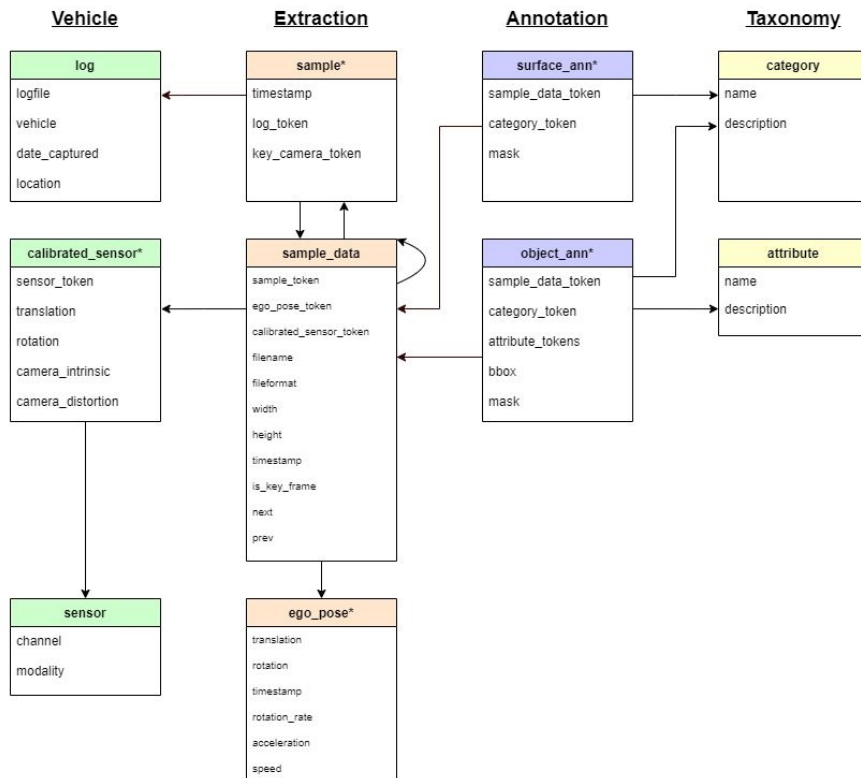 Vehicle
Extraction
Annotation
Taxonomy
log
logfile
vehicle
date_captured
location
sample*
timestamp
log_token
key_camera_token
surface_ann*
sample_data_token
category_token
mask
category
name
description
calibrated_sensor*
sensor_token
translation
rotation
camera_intrinsic
camera_distortion
sample_data
sample_token
ego_pose_token
calibrated_sensor_token
filename
fileformat
width
height
timestamp
is_key_frame
next
prev
object_ann*
sample_data_token
category_token
attribute_tokens
bbox
mask
attribute
name
description
sensor
channel
modality
ego_pose*
translation
rotation
timestamp
rotation_rate
acceleration
speed